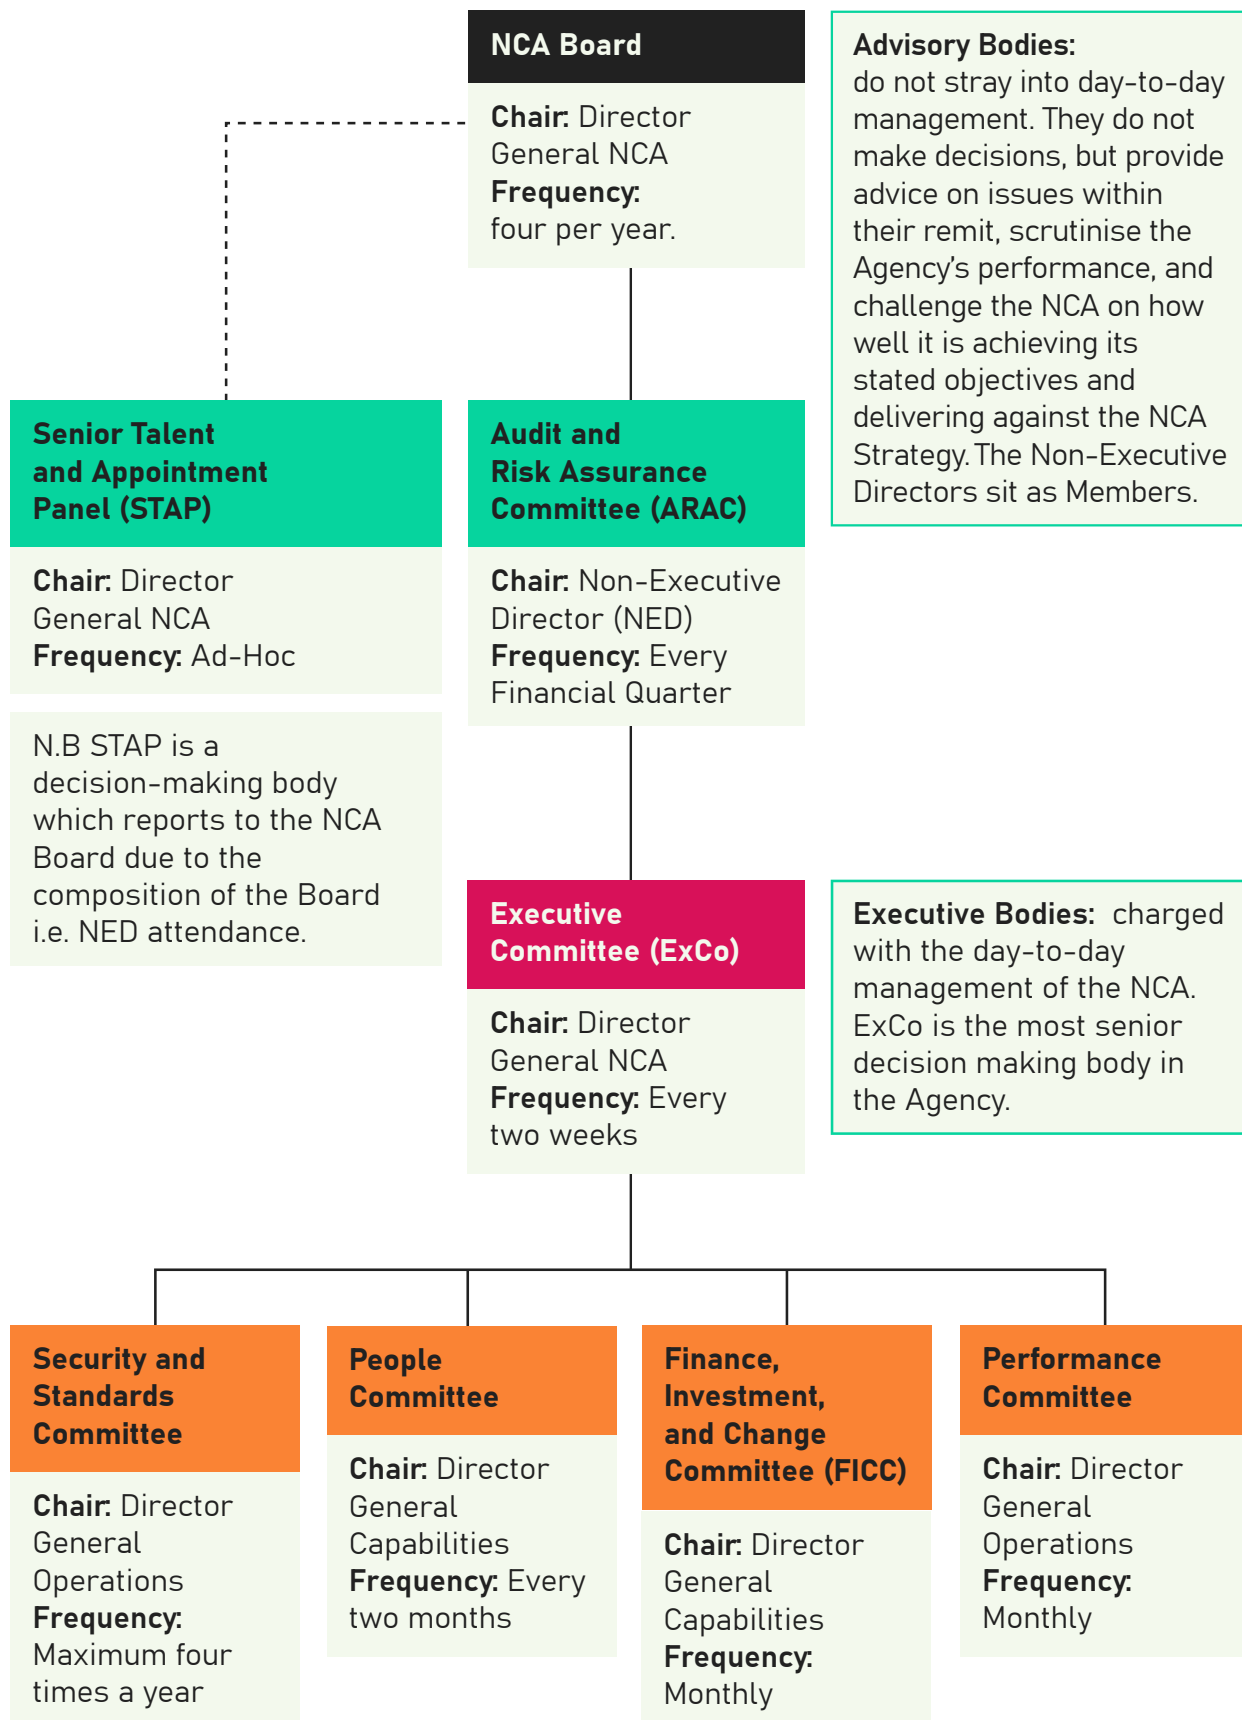 NCA Board
Chair: Director
General NCA
Frequency:
four per year.
Advisory Bodies:
do not stray into day-to-day
management. They do not
make decisions, but provide
advice on issues within
their remit, scrutinise the
Agency’s performance, and
challenge the NCA on how
well it is achieving its
stated objectives and
delivering against the NCA
Strategy. The Non-Executive
Directors sit as Members.
Senior Talent
and Appointment
Panel (STAP)
Chair: Director
General NCA
Frequency: Ad-Hoc
N.B STAP is a
decision-making body
which reports to the NCA
Board due to the
composition of the Board
i.e. NED attendance.
Audit and
Risk Assurance
Committee (ARAC)
Chair: Non-Executive
Director (NED)
Frequency: Every
Financial Quarter
Executive
Committee (ExCo)
Chair: Director
General NCA
Frequency: Every
two weeks
Executive Bodies: charged
with the day-to-day
management of the NCA.
ExCo is the most senior
decision making body in
the Agency.
Security and
Standards
Committee
Chair: Director
General
Operations
Frequency:
Maximum four
times a year
People
Committee
Chair: Director
General
Capabilities
Frequency: Every
two months
Finance,
Investment,
and Change
Committee (FICC)
Chair: Director
General
Capabilities
Frequency:
Monthly
Performance
Committee
Chair: Director
General
Operations
Frequency:
Monthly